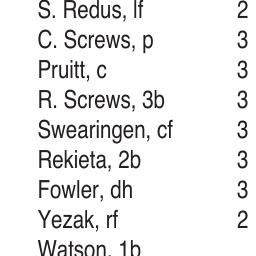 S. Redus, lf 2
C. Screws, p 3
Pruitt, c 3
R. Screws, 3b 3
Swearingen, cf 3
Rekieta, 2b 3
Fowler, dh 3
Yezak, rf 2
Watson, 1b